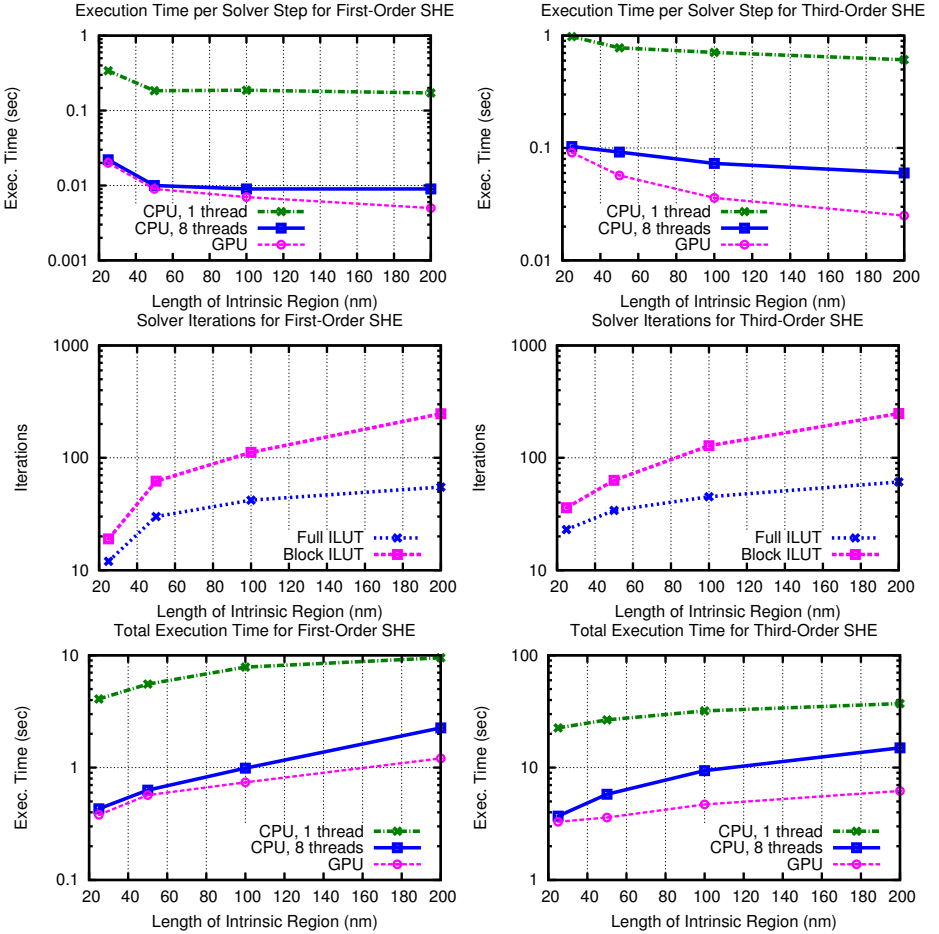 Execution Time per Solver Step for First-Order SHE
Exec. Time (sec)
1
0.1
0.01
0.001
CPU, 1 thread
CPU, 8 threads
GPU
20 40 60 80 100 120 140 160 180 200
Length of Intrinsic Region (nm)
Execution Time per Solver Step for Third-Order SHE
Exec. Time (sec)
1
0.1
0.01
CPU, 1 thread
CPU, 8 threads
GPU
20 40 60 80 100 120 140 160 180 200
Length of Intrinsic Region (nm)
Solver Iterations for First-Order SHE
Iterations
1000
100
10
Full ILUT
Block ILUT
20 40 60 80 100 120 140 160 180 200
Length of Intrinsic Region (nm)
Solver Iterations for Third-Order SHE
Iterations
1000
100
10
Full ILUT
Block ILUT
20 40 60 80 100 120 140 160 180 200
Length of Intrinsic Region (nm)
Total Execution Time for First-Order SHE
Exec. Time (sec)
10
1
0.1
CPU, 1 thread
CPU, 8 threads
GPU
20 40 60 80 100 120 140 160 180 200
Length of Intrinsic Region (nm)
Total Execution Time for Third-Order SHE
Exec. Time (sec)
100
10
1
CPU, 1 thread
CPU, 8 threads
GPU
20 40 60 80 100 120 140 160 180 200
Length of Intrinsic Region (nm)